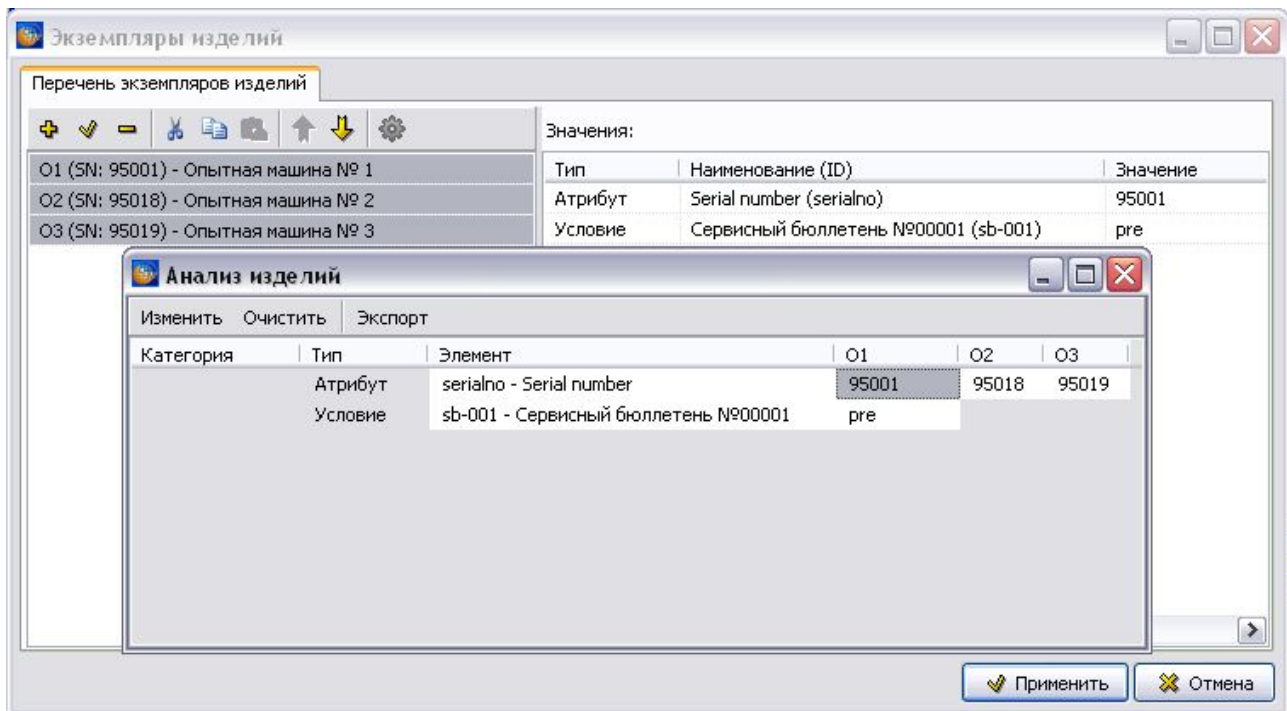 Экземпляры изделий
Перечень экземпляров изделий
Значения:
O1 (SN: 95001) - Опытная машина № 1
O2 (SN: 95018) - Опытная машина № 2
O3 (SN: 95019) - Опытная машина № 3
Тип Наименование (ID) Значение
Атрибут Serial number (serialno) 95001
Условие Сервисный бюллетень №00001 (sb-001) pre
Анализ изделий
Изменить Очистить Экспорт
Категория Тип Элемент O1 O2 O3
Атрибут serialno - Serial number 95001 95018 95019
Условие sb-001 - Сервисный бюллетень №00001 pre
Применить Отмена